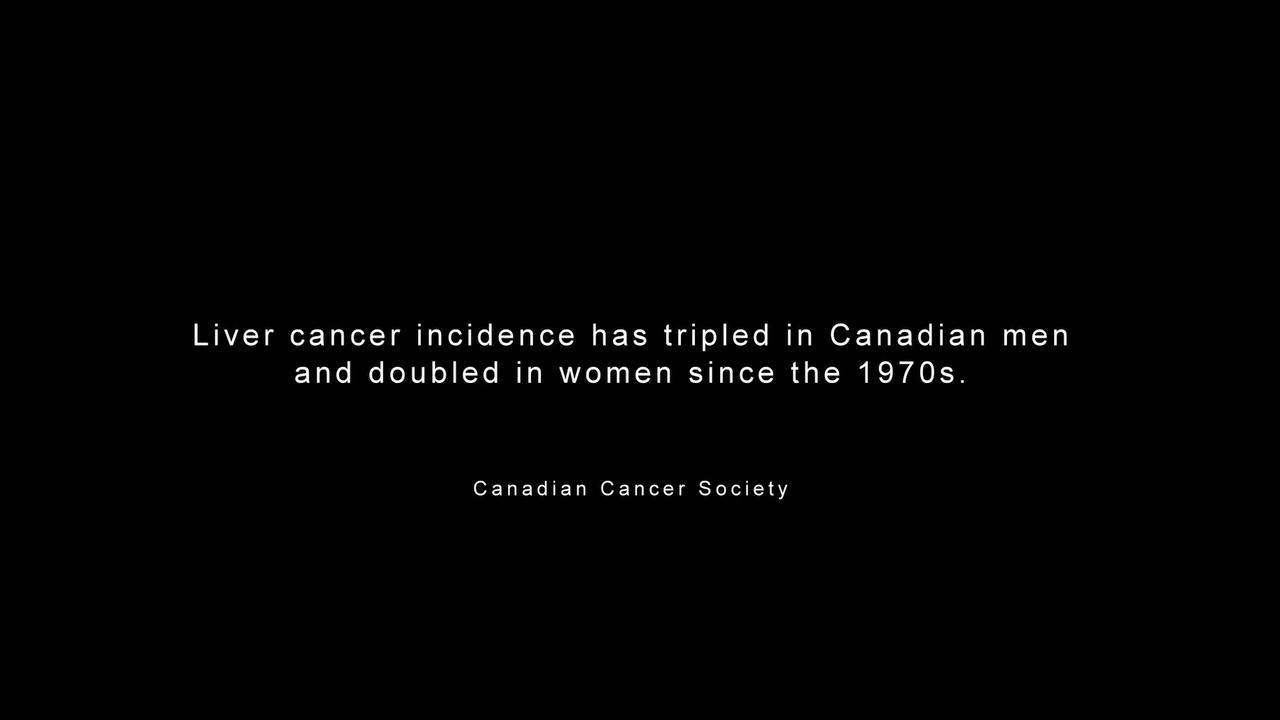 Liver cancer incidence has tripled in Canadian men
and doubled in women since the 1970s.
Canadian Cancer Society